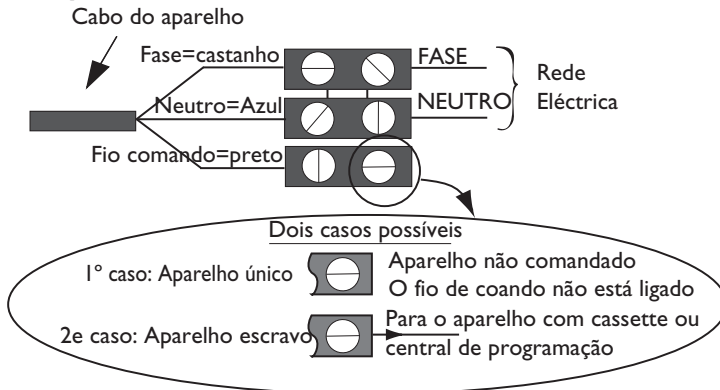 Cabo do aparelho
Fase=castanho
FASE
Neutro=Azul
NEUTRO
Rede
Eléctrica
Fio comando=preto
Dois casos possíveis
1º caso: Aparelho único
Aparelho não comandado
O fio de coando não está ligado
2e caso: Aparelho escravo
Para o aparelho com cassette ou
central de programação